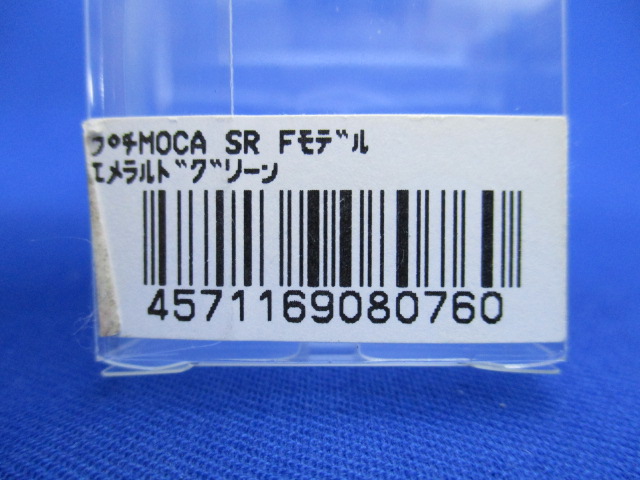 ﾌﾟﾁMOCA SR Fﾓﾃﾞﾙ
ｴﾒﾗﾙﾄﾞｸﾞﾘｰﾝ
4571169080760